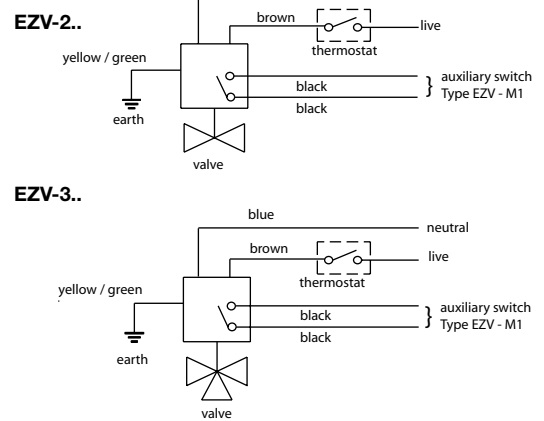 EZV-2..
brown
live
thermostat
yellow / green
auxiliary switch
} Type EZV - M1
black
black
earth
valve
EZV-3..
blue
neutral
brown
live
thermostat
yellow / green
auxiliary switch
} Type EZV - M1
black
black
earth
valve